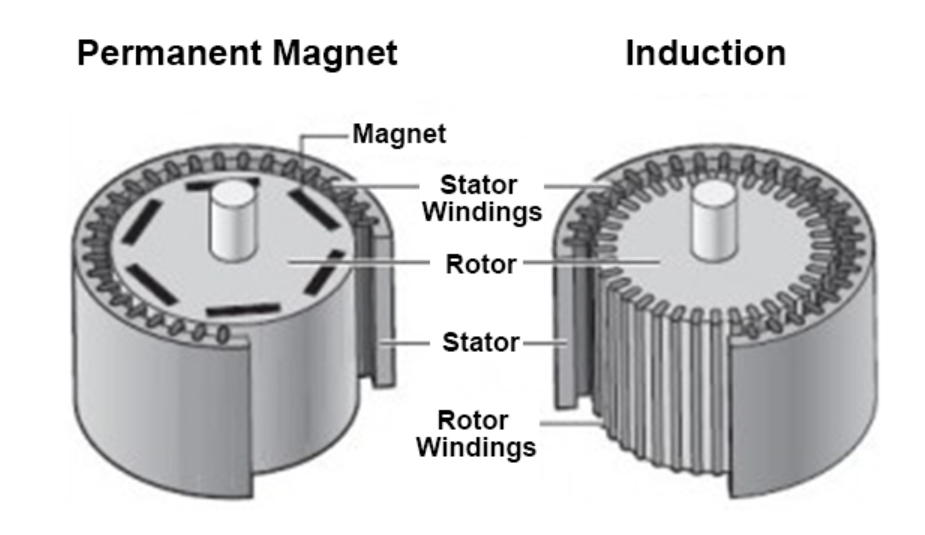 Permanent Magnet
Induction
Magnet
Stator
Windings
Rotor
Stator
Rotor
Windings